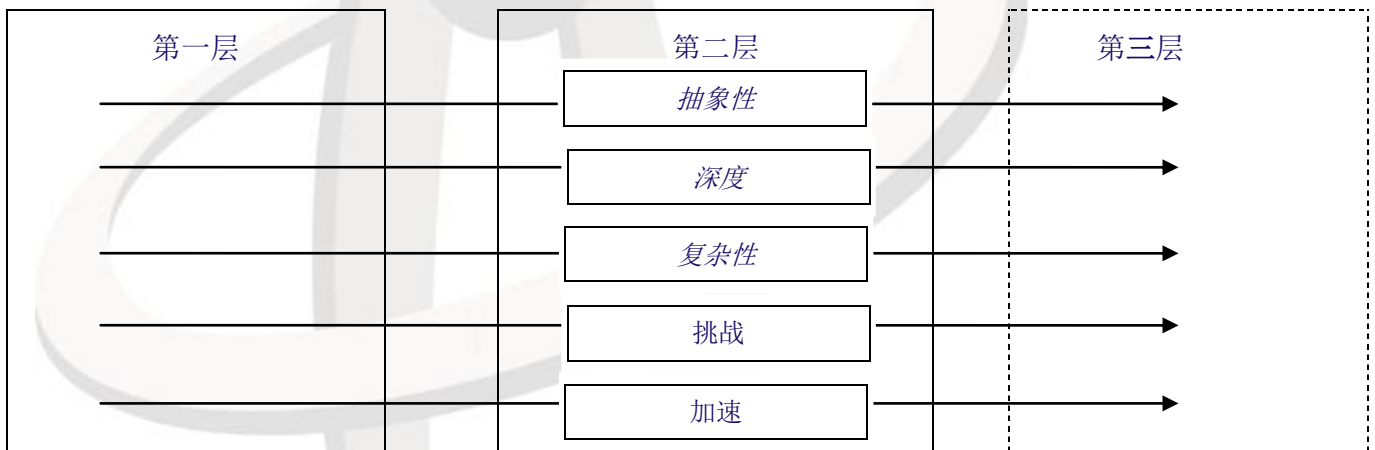 第一层
第二层
第三层
抽象性
深度
复杂性
挑战
加速